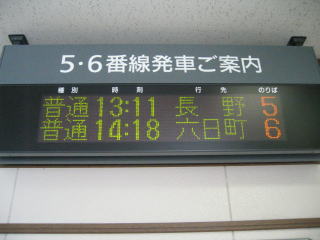 5・6番線発車ご案内
種別 時刻 行先 のりば
普通 13:11 長野 5
普通 14:18 六日町 6